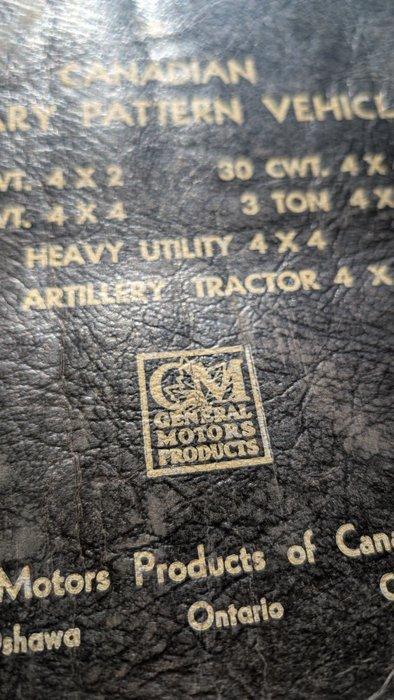 CANADIAN
ARY PATTERN VEHICL
WT. 4 X 2 30 CWT. 4 X
WT. 4 X 4 3 TON 4 X
HEAVY UTILITY 4 X 4
ARTILLERY TRACTOR 4 X
GM
GENERAL
MOTORS
PRODUCTS
Motors Products of Cana
shawa Ontario C